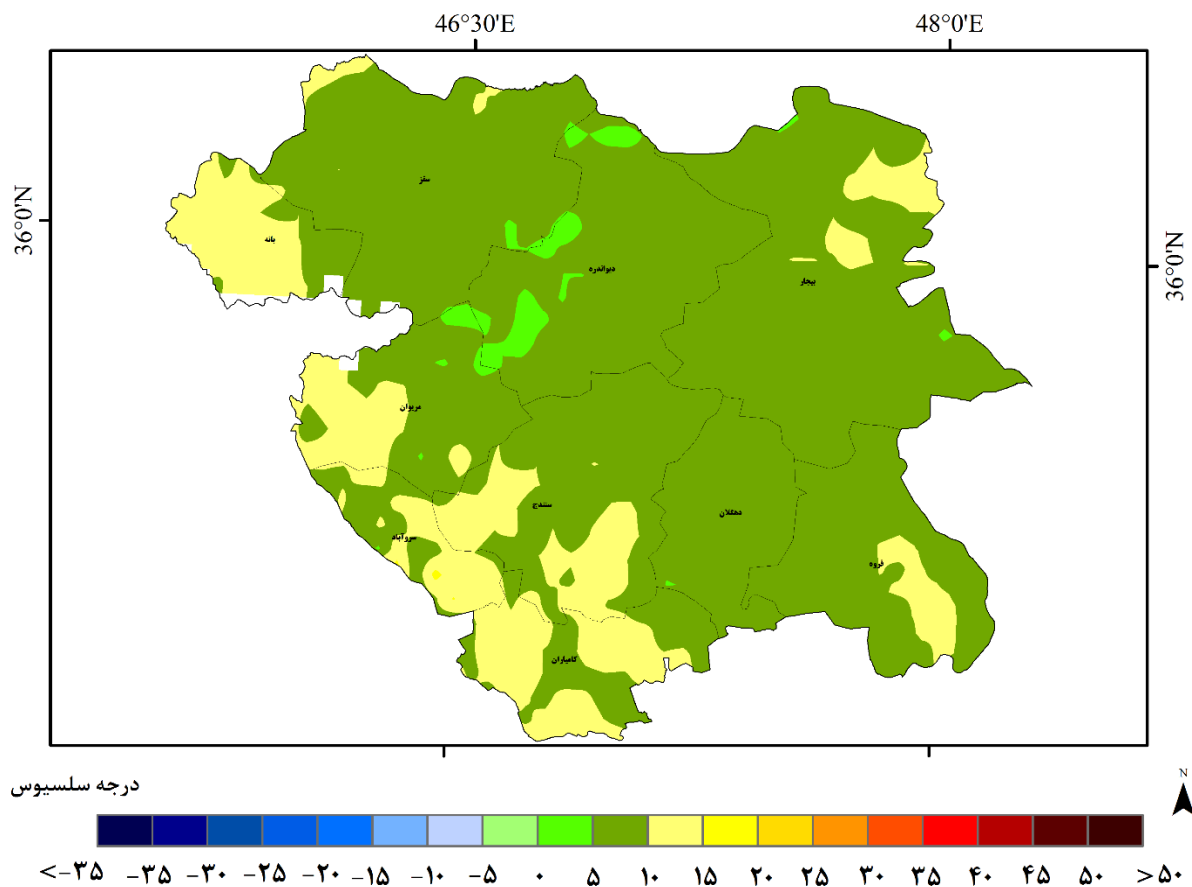 46°30'E 48°0'E
36°0'N 36°0'N
سقز
بانه
دیواندره
بیجار
مریوان
سنندج
دهگلان
سروآباد
قروه
کامیاران
درجه سلسیوس
N
<-۳۵ -۳۵ -۳۰ -۲۵ -۲۰ -۱۵ -۱۰ -۵ ۰ ۵ ۱۰ ۱۵ ۲۰ ۲۵ ۳۰ ۳۵ ۴۰ ۴۵ ۵۰ >۵۰